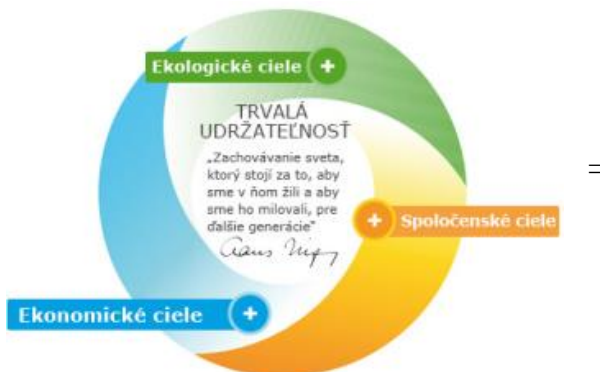 Ekologické ciele +
TRVALÁ
UDRŽATEĽNOSŤ
„Zachovávanie sveta,
ktorý stojí za to, aby
sme v ňom žili a aby
sme ho milovali, pre
ďalšie generácie"
+ Spoločenské ciele
Ekonomické ciele +
=